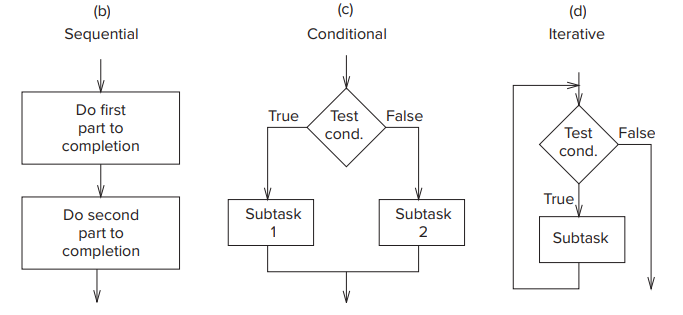 (b)
Sequential
Do first
part to
completion
Do second
part to
completion
(c)
Conditional
True
Test
cond.
False
Subtask
1
Subtask
2
(d)
Iterative
Test
cond.
False
True
Subtask